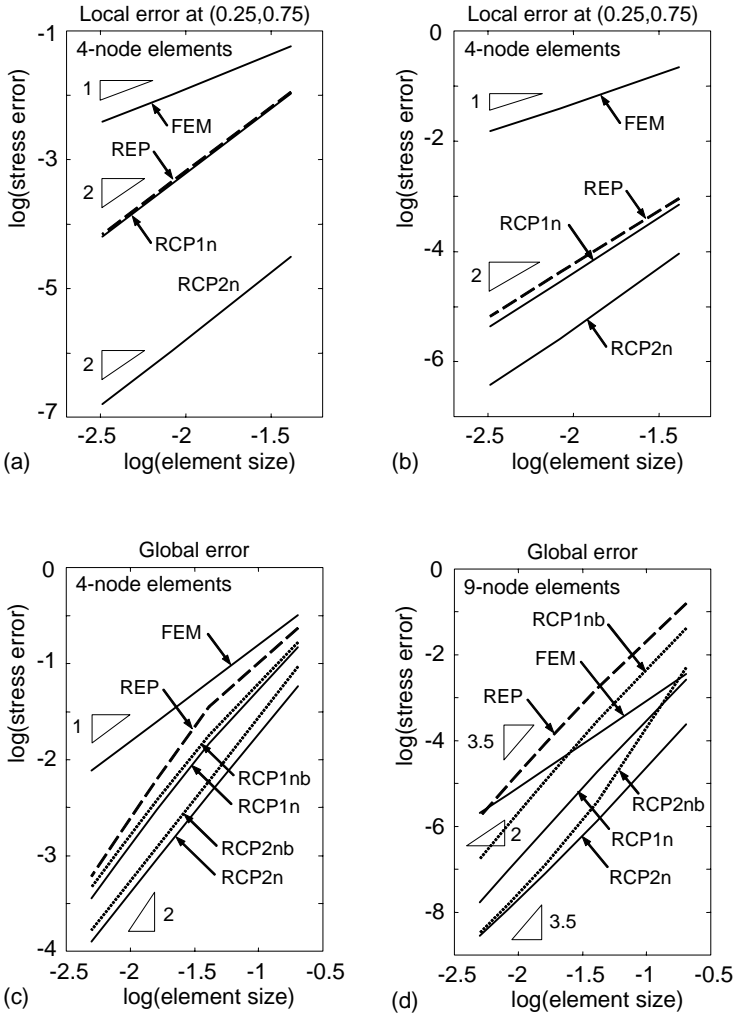 Local error at (0.25,0.75)
-1
4-node elements
1
FEM
-3
REP
2
RCP1n
-5
RCP2n
2
-7
-2.5
-2
-1.5
log(stress error)
log(element size)
(a)
Local error at (0.25,0.75)
0
4-node elements
1
-2
FEM
REP
RCP1n
-4
2
-6
RCP2n
-2.5
-2
-1.5
log(stress error)
log(element size)
(b)
Global error
0
4-node elements
FEM
-1
REP
1
-2
RCP1nb
RCP1n
RCP2nb
-3
RCP2n
2
-4
-2.5
-2
-1.5
-1
-0.5
log(stress error)
log(element size)
(c)
Global error
0
9-node elements
RCP1nb
FEM
-2
REP
-4
3.5
RCP2nb
-6
2
RCP1n
RCP2n
-8
3.5
-2.5
-2
-1.5
-1
-0.5
log(stress error)
log(element size)
(d)